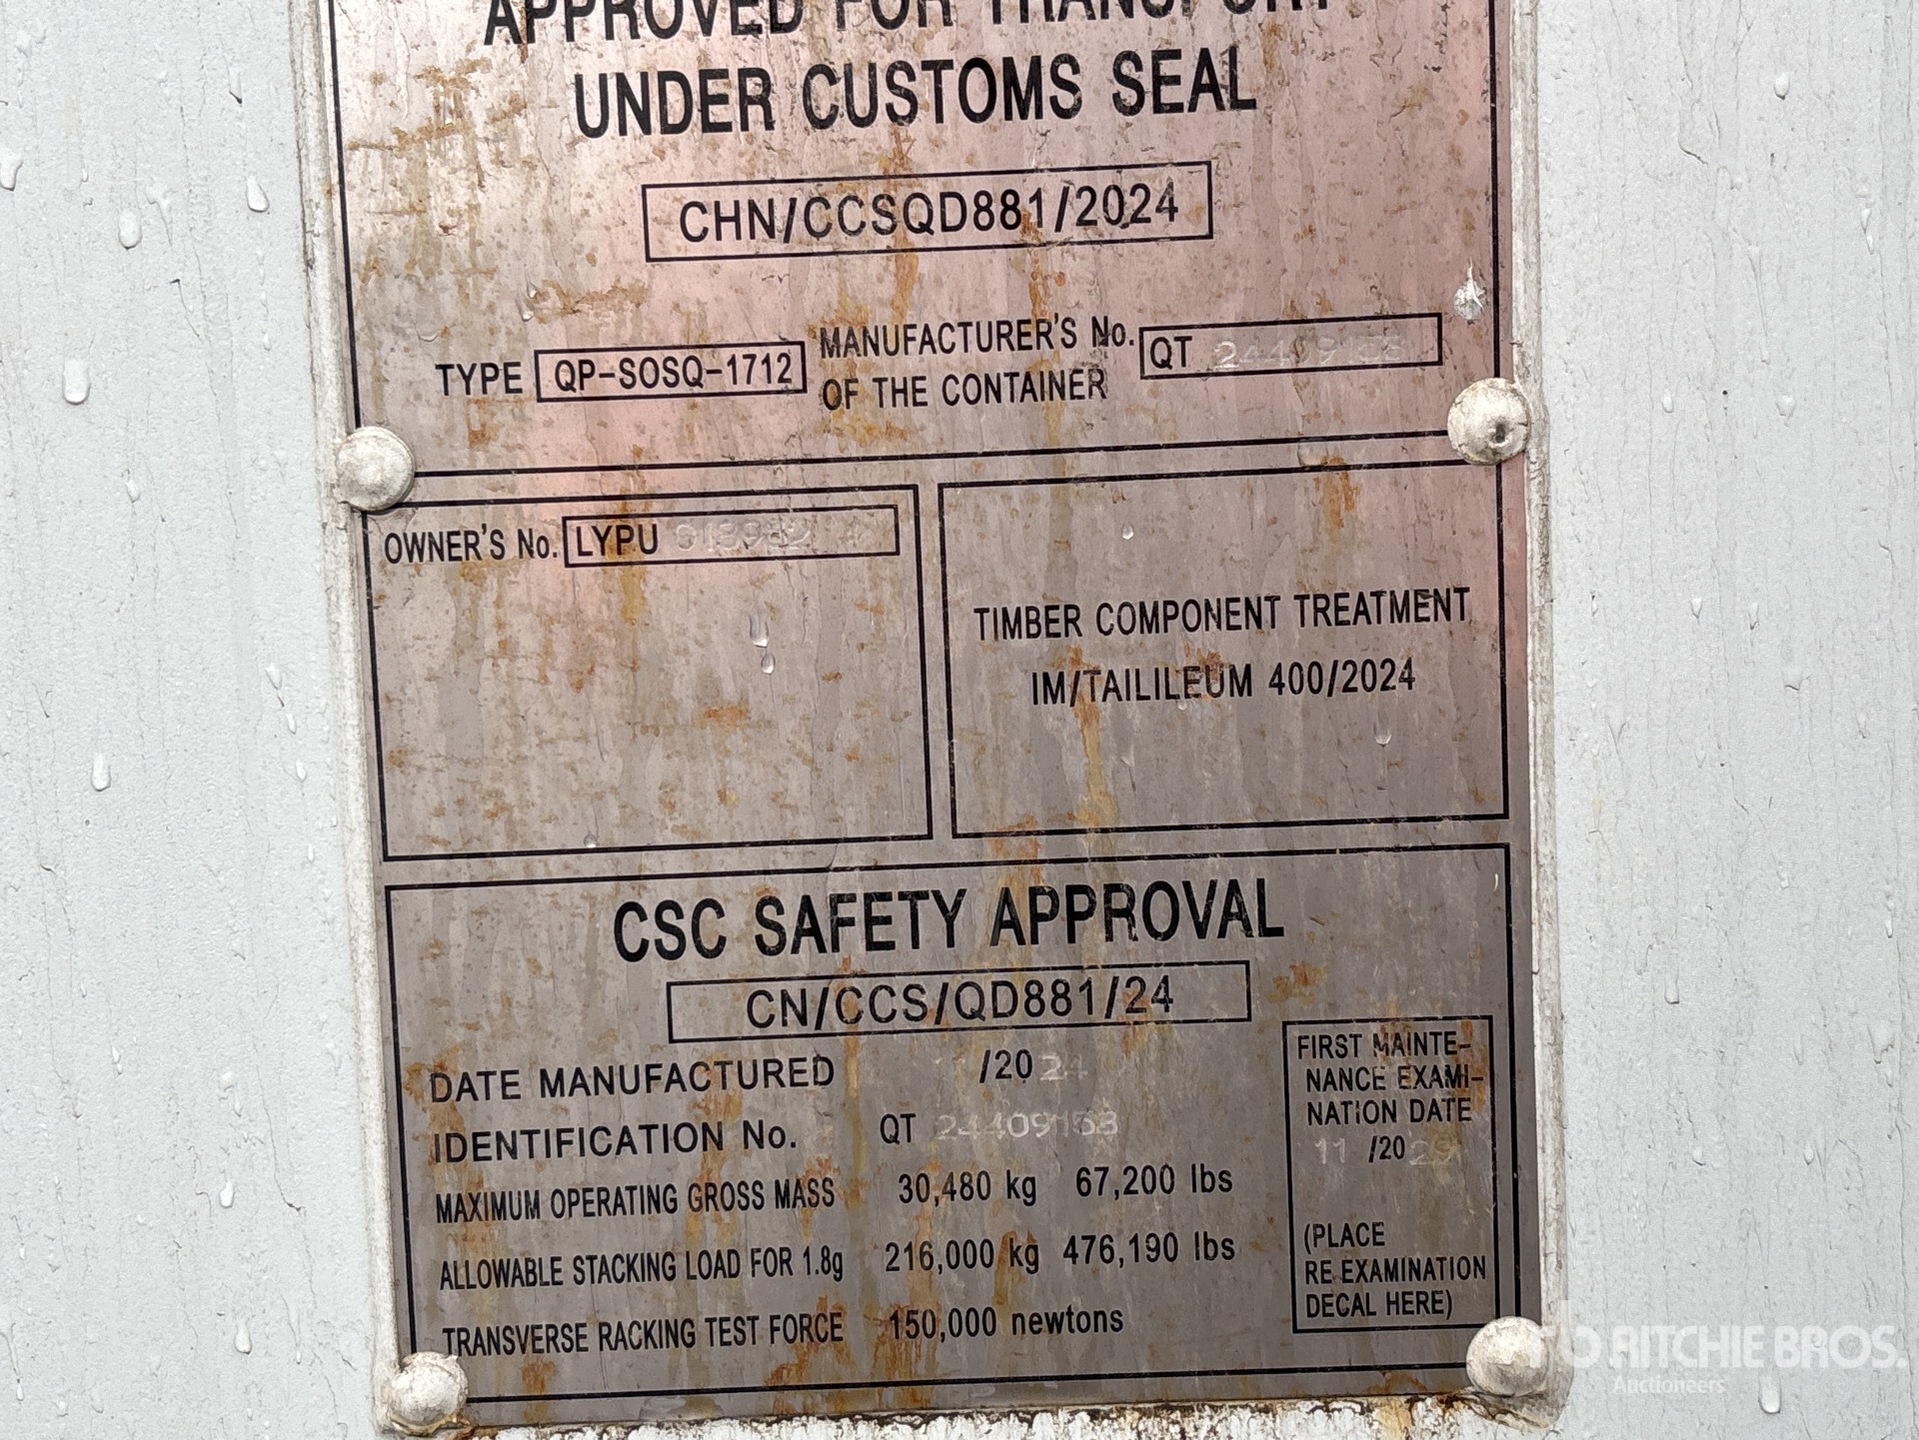 APPROVED FOR TRANSPORT
UNDER CUSTOMS SEAL
CHN/CCSQD881/2024
TYPE QP-SOSQ-1712 MANUFACTURER'S No. OF THE CONTAINER QT 24409153
OWNER'S No. LYPU
TIMBER COMPONENT TREATMENT
IM/TAILILEUM 400/2024
CSC SAFETY APPROVAL
CN/CCS/QD881/24
DATE MANUFACTURED 11/2024
IDENTIFICATION No. QT 24409153
MAXIMUM OPERATING GROSS MASS 30,480 kg 67,200 lbs
ALLOWABLE STACKING LOAD FOR 1.8g 216,000 kg 476,190 lbs
TRANSVERSE RACKING TEST FORCE 150,000 newtons
FIRST MAINTE-
NANCE EXAMI-
NATION DATE
11 /2029
(PLACE
RE EXAMINATION
DECAL HERE)
RITCHIE BROS.
Auctioneers